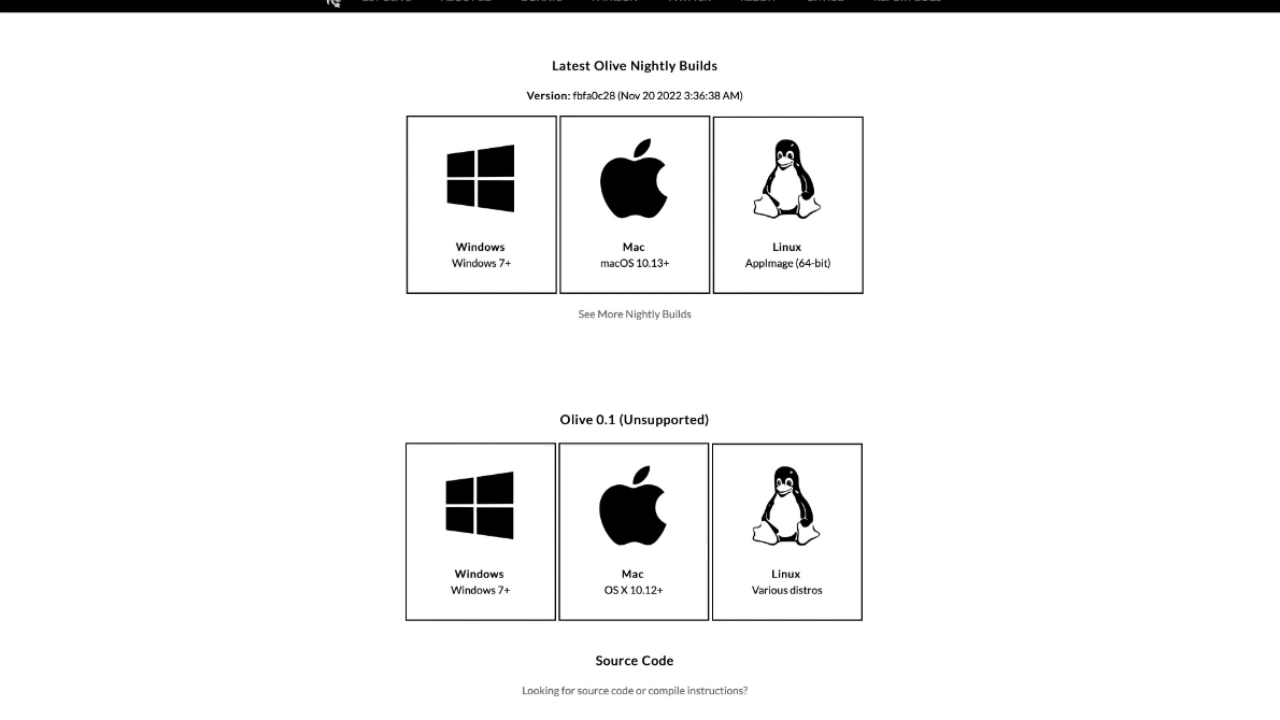 Latest Olive Nightly Builds
Version: fbfa0c28 (Nov 20 2022 3:36:38 AM)
Windows
Windows 7+
Mac
macOS 10.13+
Linux
AppImage (64-bit)
See More Nightly Builds
Olive 0.1 (Unsupported)
Windows
Windows 7+
Mac
OS X 10.12+
Linux
Various distros
Source Code
Looking for source code or compile instructions?